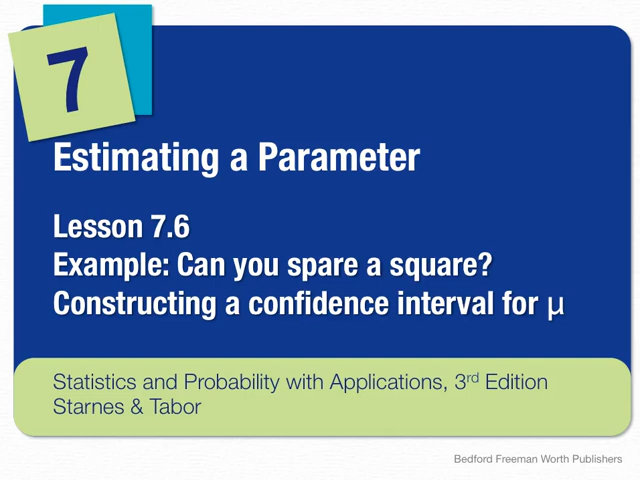 7
Estimating a Parameter
Lesson 7.6
Example: Can you spare a square?
Constructing a confidence interval for μ
Statistics and Probability with Applications, 3rd Edition
Starnes & Tabor
Bedford Freeman Worth Publishers